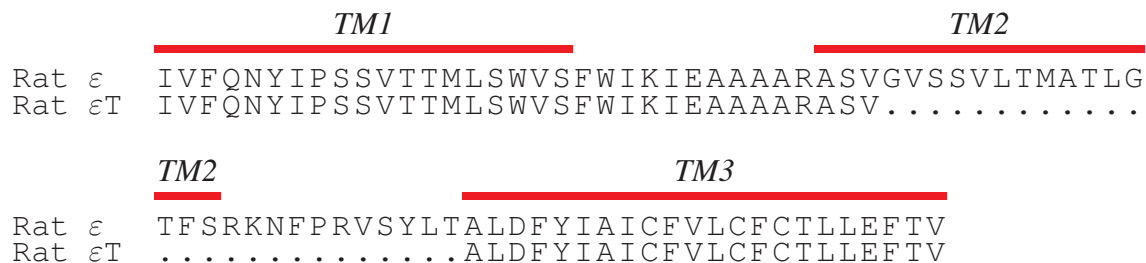 TM1 TM2
Rat ε IVFQNYIPSSVTTMLSWVSFWIKIEAAAARASVGVSSVLTMATLG
Rat εT IVFQNYIPSSVTTMLSWVSFWIKIEAAAARASV............
TM2 TM3
Rat ε TFSRKNFPRVSYLTALDFYIAICFVLCFCTLLEFTV
Rat εT ..............ALDFYIAICFVLCFCTLLEFTV